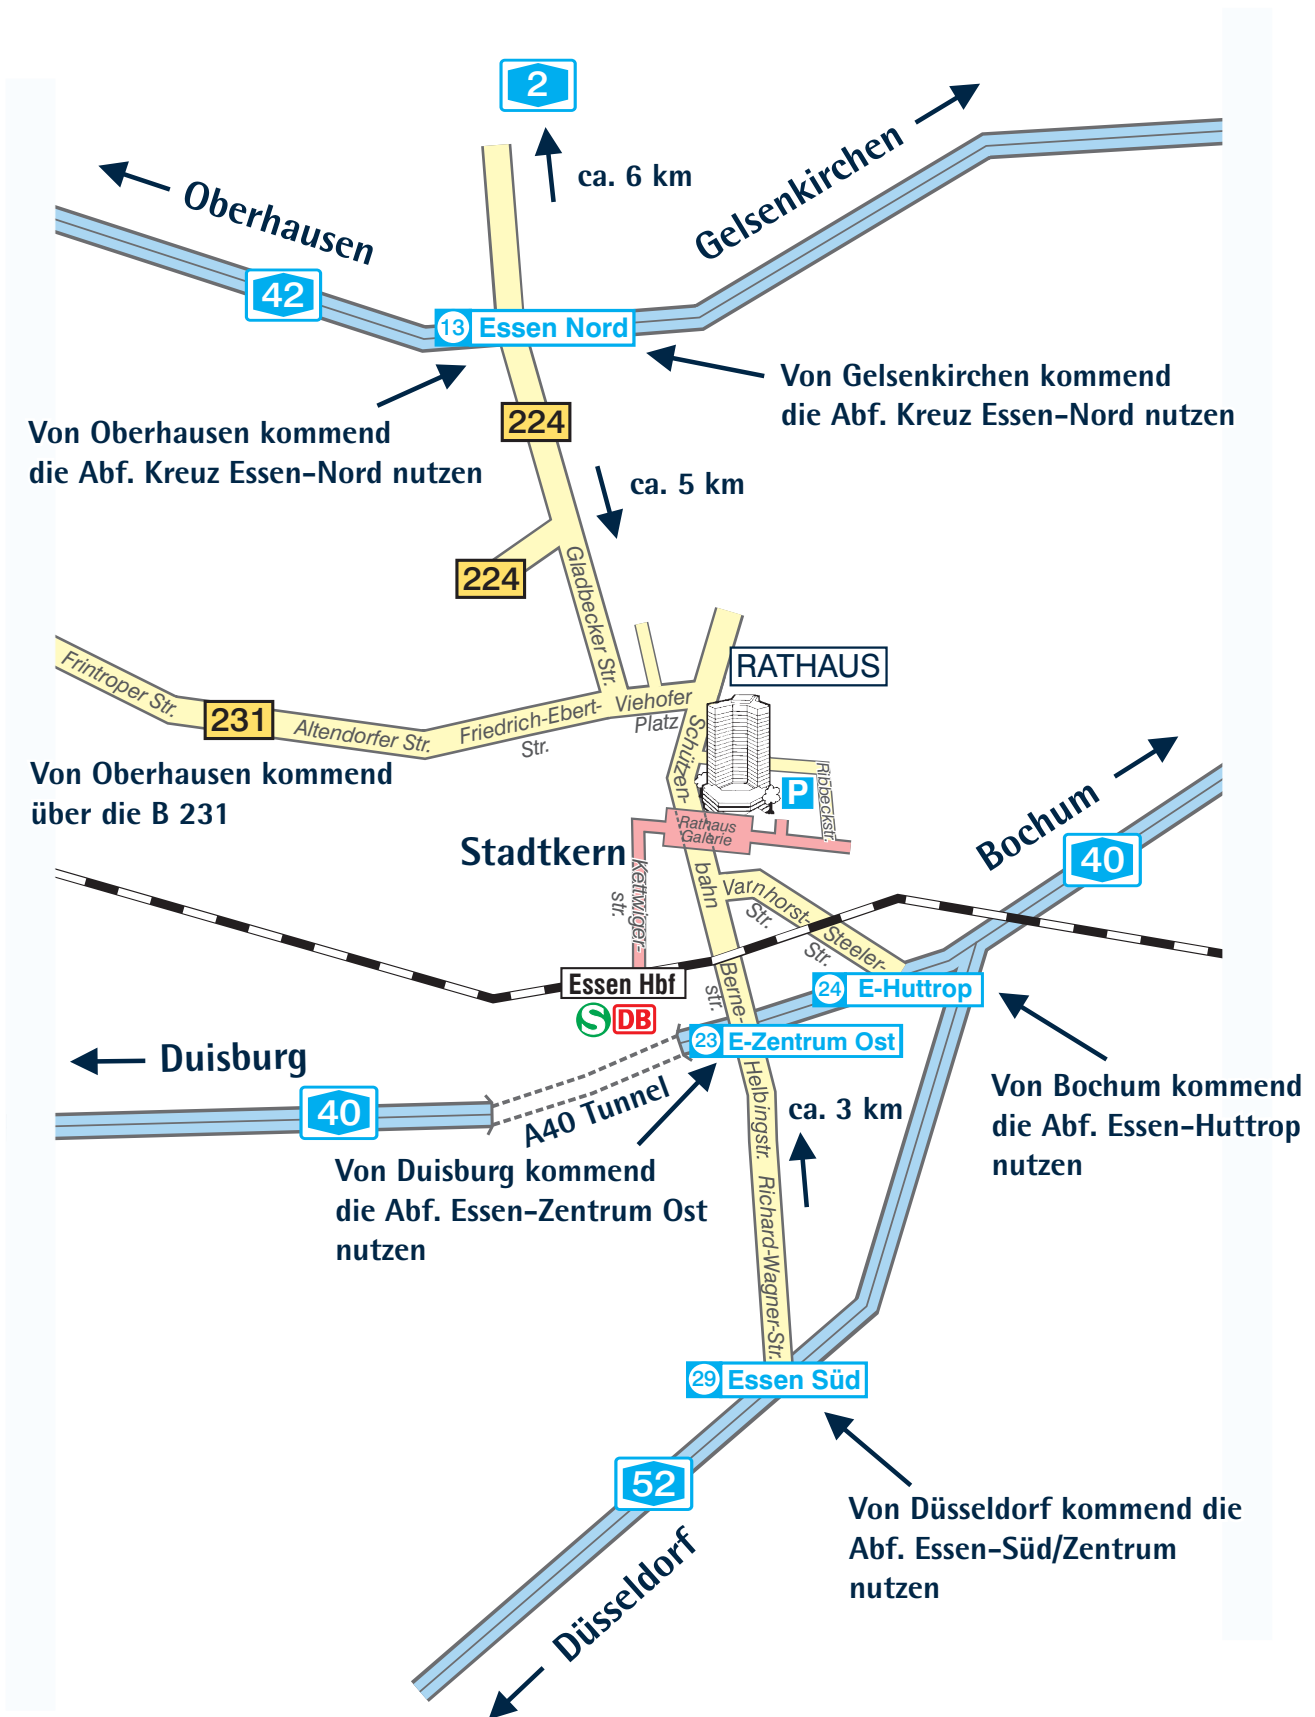 2
ca. 6 km
Gelsenkirchen
Oberhausen
42
13 Essen Nord
Von Gelsenkirchen kommend
die Abf. Kreuz Essen-Nord nutzen
Von Oberhausen kommend
die Abf. Kreuz Essen-Nord nutzen
224
ca. 5 km
224
Gladbecker Str.
RATHAUS
Frintroper Str.
231
Altendorfer Str.
Friedrich-Ebert-
Str.
Viehofer
Platz
Schützen-
bahn
Ribbeckstr.
P
Von Oberhausen kommend
über die B 231
Rathaus
Galerie
Stadtkern
Kettwiger-
str.
Bochum
40
Varnhorst-
Str.
Steeler-
Str.
Essen Hbf
S DB
Berne-
str.
24 E-Huttrop
23 E-Zentrum Ost
Duisburg
40
A40 Tunnel
Helbingstr.
ca. 3 km
Von Bochum kommend
die Abf. Essen-Huttrop
nutzen
Von Duisburg kommend
die Abf. Essen-Zentrum Ost
nutzen
Richard-Wagner-Str.
29 Essen Süd
52
Von Düsseldorf kommend die
Abf. Essen-Süd/Zentrum
nutzen
Düsseldorf